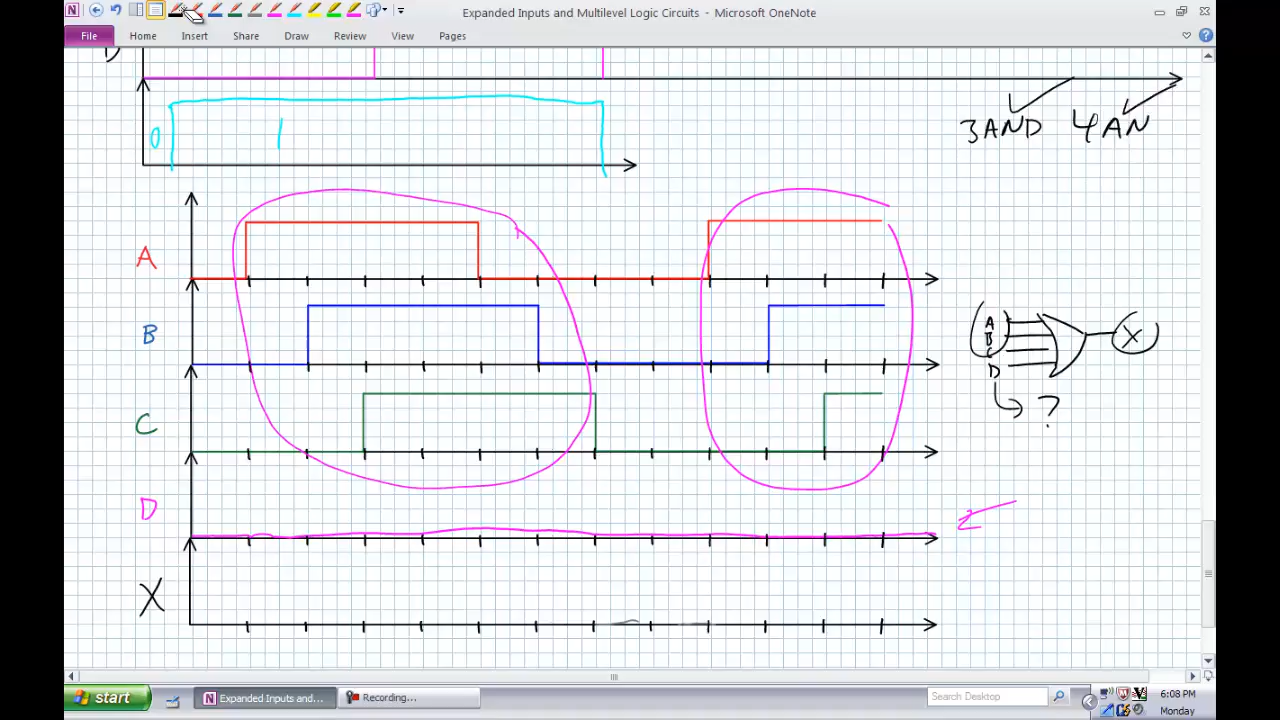 Expanded Inputs and Multilevel Logic Circuits - Microsoft OneNote
File Home Insert Share Draw Review View Pages
0 1
3AND 4AN
A
B
C
D
X
A
B
C
D
X
?
start
Expanded Inputs and...
Recording...
Search Desktop
6:08 PM
Monday